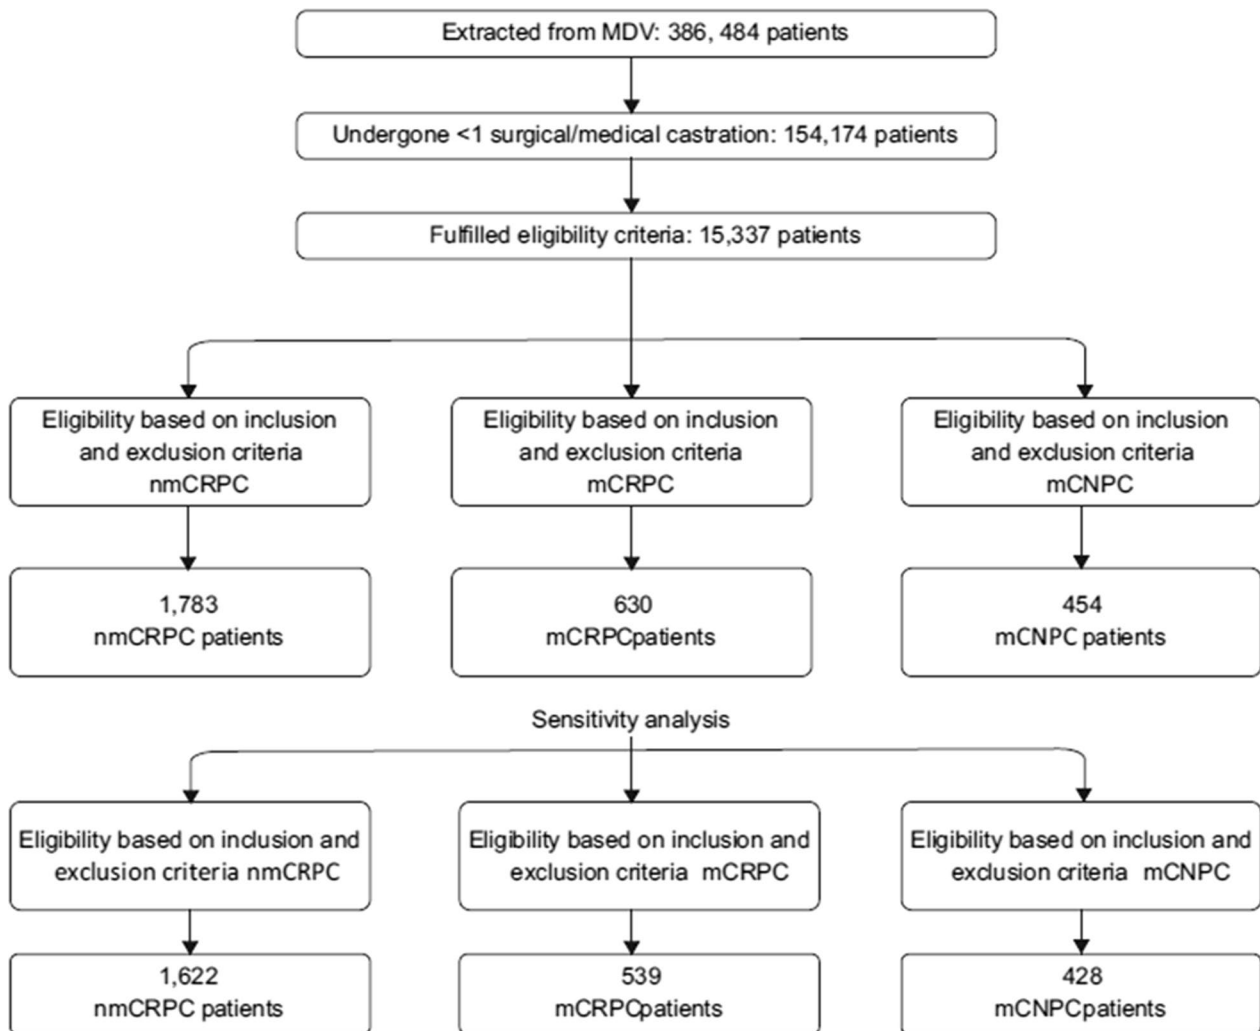 Extracted from MDV: 386, 484 patients
Undergone <1 surgical/medical castration: 154,174 patients
Fulfilled eligibility criteria: 15,337 patients
Eligibility based on inclusion
and exclusion criteria
nmCRPC
Eligibility based on inclusion
and exclusion criteria
mCRPC
Eligibility based on inclusion
and exclusion criteria
mCNPC
1,783
nmCRPC patients
630
mCRPCpatients
454
mCNPC patients
Sensitivity analysis
Eligibility based on inclusion and
exclusion criteria nmCRPC
Eligibility based on inclusion and
exclusion criteria mCRPC
Eligibility based on inclusion and
exclusion criteria mCNPC
1,622
nmCRPC patients
539
mCRPCpatients
428
mCNPCpatients